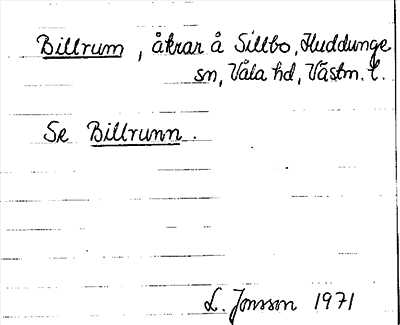 Billrum, åkrar å Sillbo, Huddunge
sn, Våla hd, Västm. l.
Se Billrunn.
L. Jonsson 1971